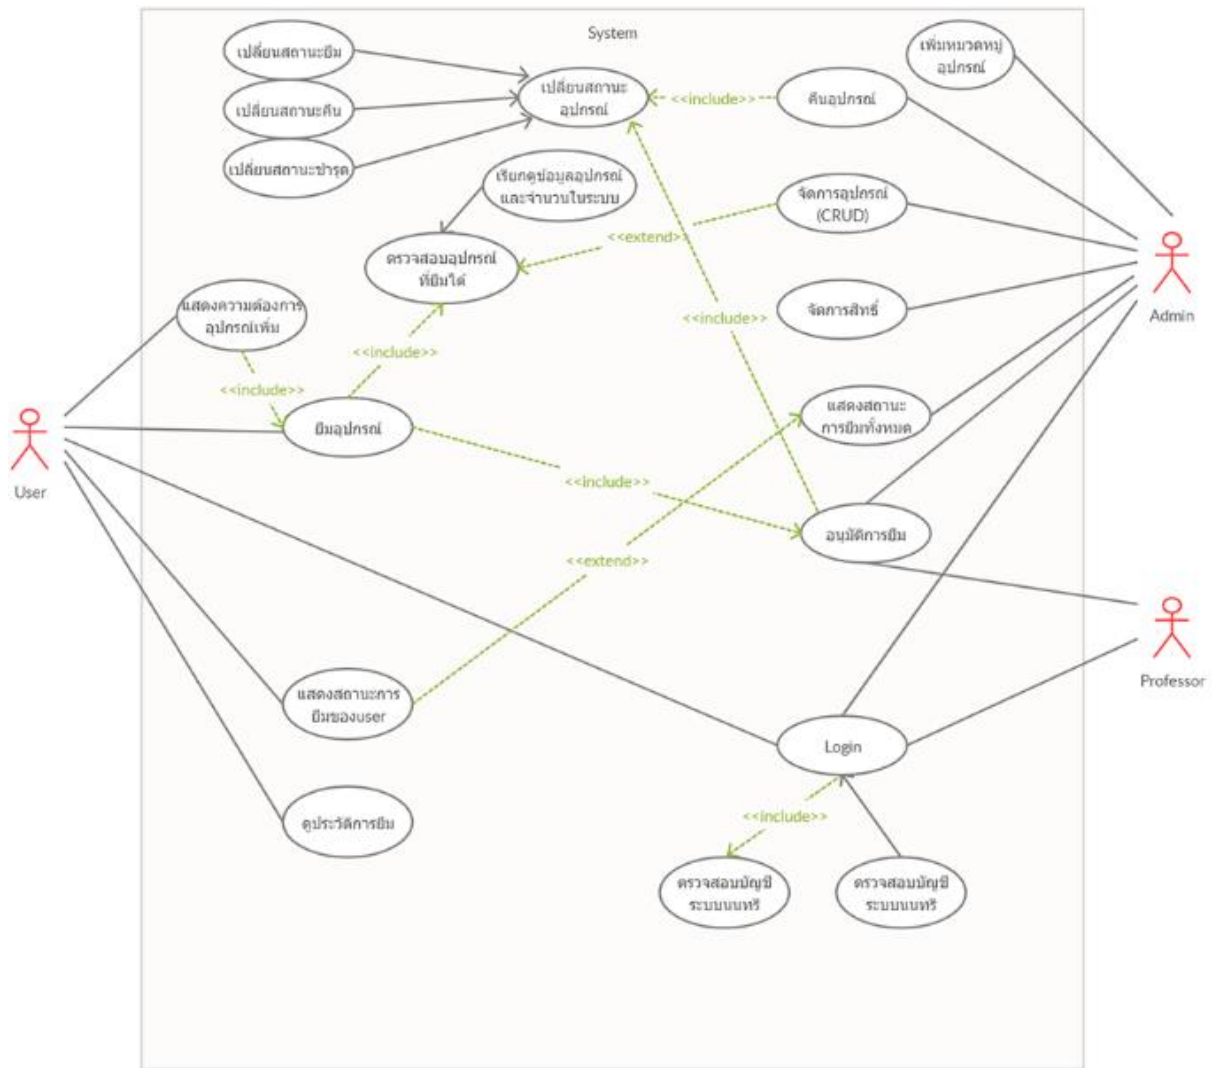 System
เปลี่ยนสถานะยืม
เพิ่มหมวดหมู่
อุปกรณ์
เปลี่ยนสถานะ
อุปกรณ์
<<include>>
คืนอุปกรณ์
เปลี่ยนสถานะคืน
เปลี่ยนสถานะชำรุด
เรียกดูข้อมูลอุปกรณ์
และจำนวนในระบบ
จัดการอุปกรณ์
(CRUD)
<<extend>>
ตรวจสอบอุปกรณ์
ที่ยืมได้
แสดงความต้องการ
อุปกรณ์เพิ่ม
จัดการสิทธิ์
Admin
<<include>>
<<include>>
<<include>>
แสดงสถานะ
การยืมทั้งหมด
ยืมอุปกรณ์
User
<<include>>
อนุมัติการยืม
<<extend>>
Professor
แสดงสถานะการ
ยืมของuser
Login
ดูประวัติการยืม
<<include>>
ตรวจสอบบัญชี
ระบบนนทรี
ตรวจสอบบัญชี
ระบบนนทรี